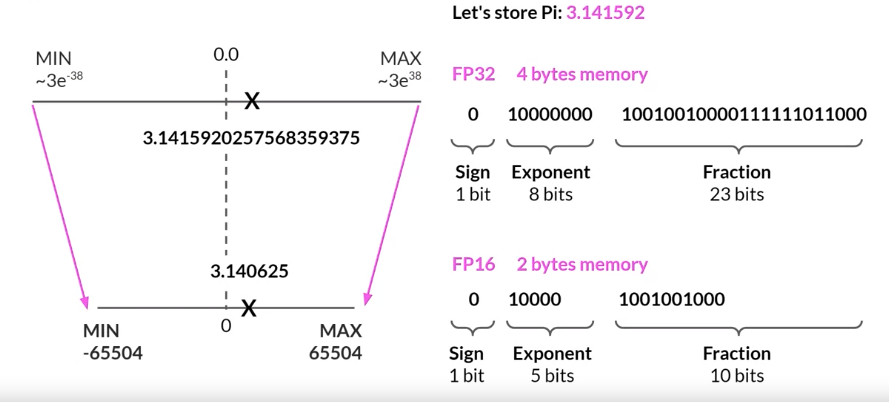 Let's store Pi: 3.141592
MIN
~3e⁻³⁸
0.0
MAX
~3e³⁸
3.1415920257568359375
3.140625
MIN
-65504
0
MAX
65504
FP32 4 bytes memory
0 10000000 10010010000111111011000
Sign Exponent Fraction
1 bit 8 bits 23 bits
FP16 2 bytes memory
0 10000 1001001000
Sign Exponent Fraction
1 bit 5 bits 10 bits